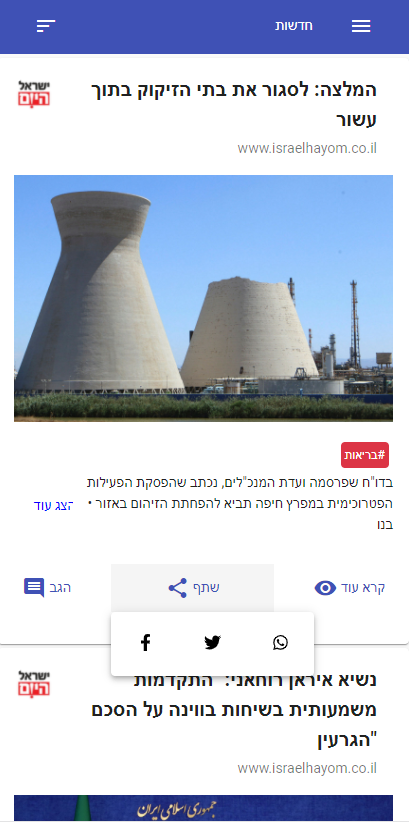 חדשות
המלצה: לסגור את בתי הזיקוק בתוך
עשור
ישראל
היום
www.israelhayom.co.il
#בריאות
בדו"ח שפרסמה ועדת המנכ"לים, נכתב שהפסקת הפעילות
הפטרוכימית במפרץ חיפה תביא להפחתת הזיהום באזור •
הצג עוד
בנו
קרא עוד
שתף
הגב
נשיא איראן רוחאני: "התקדמות
משמעותית בשיחות בווינה על הסכם
הגרעין"
ישראל
היום
www.israelhayom.co.il
جمهوری اسلامی ایران